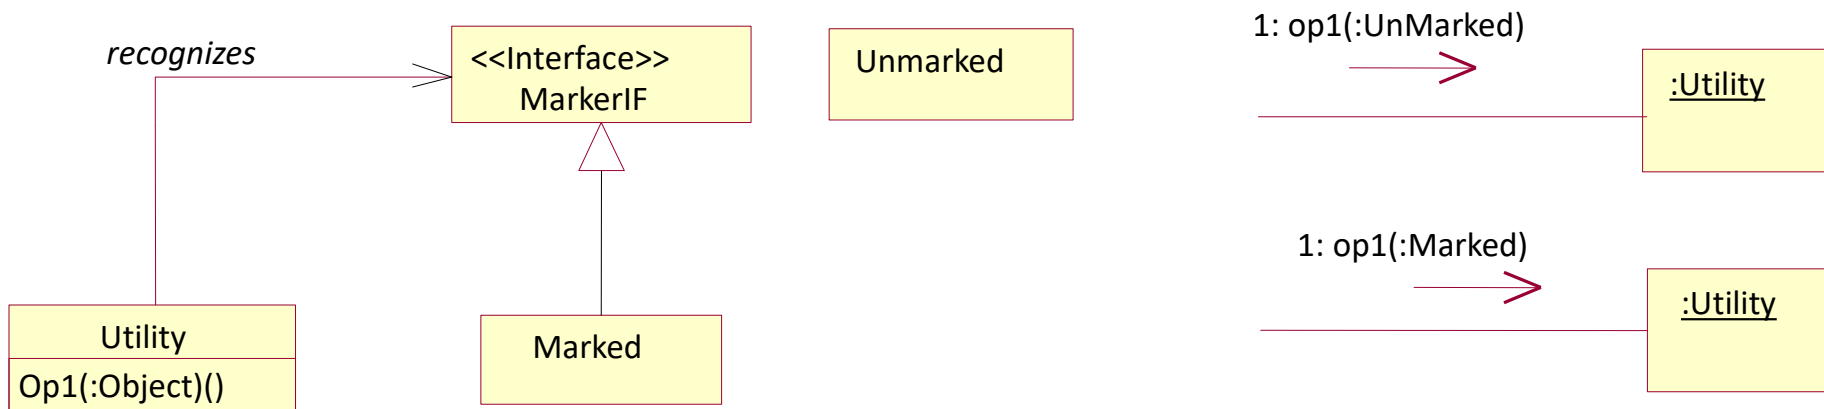 recognizes
<<Interface>>
MarkerIF
Unmarked
Utility
Op1(:Object)()
Marked
1: op1(:UnMarked)
:Utility
1: op1(:Marked)
:Utility